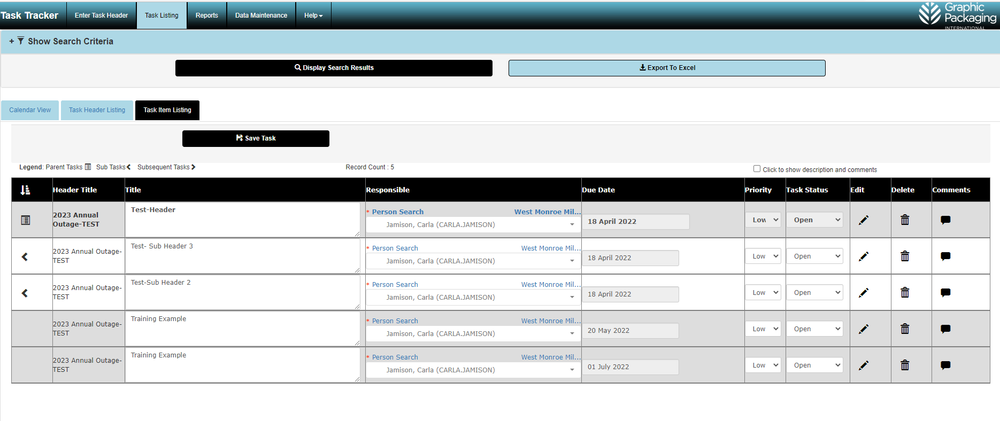 Task Tracker Enter Task Header Task Listing Reports Data Maintenance Help
Graphic
Packaging
INTERNATIONAL
+ Show Search Criteria
Display Search Results Export To Excel
Calendar View Task Header Listing Task Item Listing
Save Task
Legend: Parent Tasks Sub Tasks Subsequent Tasks Record Count : 5 Click to show description and comments
Header Title Title Responsible Due Date Priority Task Status Edit Delete Comments
2023 Annual Outage-TEST Test-Header * Person Search West Monroe Mil... Jamison, Carla (CARLA.JAMISON) 18 April 2022 Low Open
2023 Annual Outage-TEST Test- Sub Header 3 * Person Search West Monroe Mil... Jamison, Carla (CARLA.JAMISON) 18 April 2022 Low Open
2023 Annual Outage-TEST Test-Sub Header 2 * Person Search West Monroe Mil... Jamison, Carla (CARLA.JAMISON) 18 April 2022 Low Open
2023 Annual Outage-TEST Training Example * Person Search West Monroe Mil... Jamison, Carla (CARLA.JAMISON) 20 May 2022 Low Open
2023 Annual Outage-TEST Training Example * Person Search West Monroe Mil... Jamison, Carla (CARLA.JAMISON) 01 July 2022 Low Open